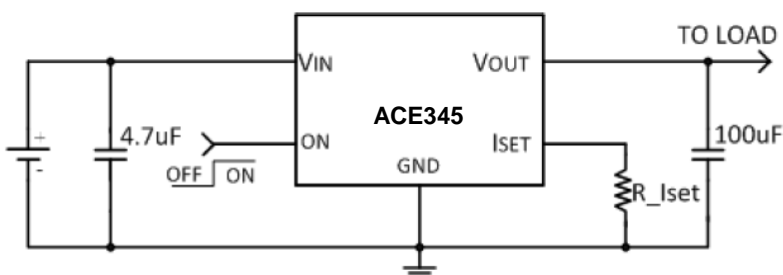 TO LOAD
VIN
VOUT
ACE345
+
4.7uF
ON
ISET
100uF
-
OFF
ON
GND
R_Iset